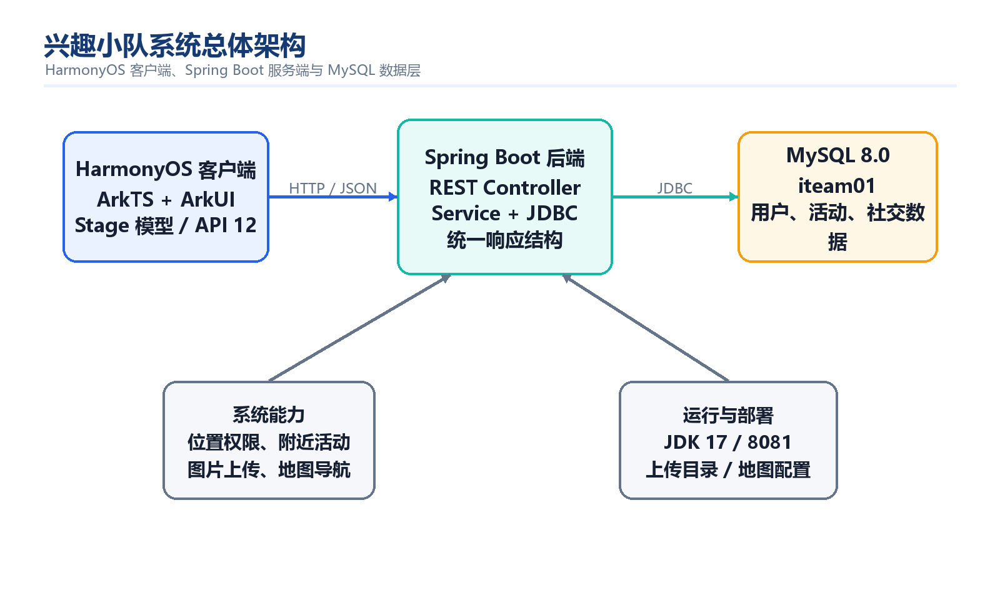 兴趣小队系统总体架构
HarmonyOS 客户端、Spring Boot 服务端与 MySQL 数据层
HarmonyOS 客户端
ArkTS + ArkUI
Stage 模型 / API 12
HTTP / JSON
Spring Boot 后端
REST Controller
Service + JDBC
统一响应结构
JDBC
MySQL 8.0
iteam01
用户、活动、社交数
据
系统能力
位置权限、附近活动
图片上传、地图导航
运行与部署
JDK 17 / 8081
上传目录 / 地图配置